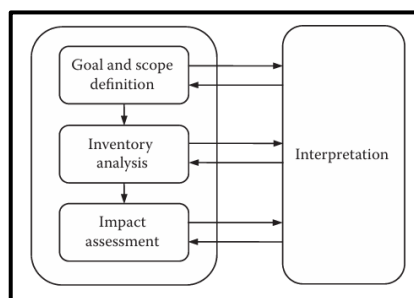 Goal and scope
definition
Inventory
analysis
Interpretation
Impact
assessment